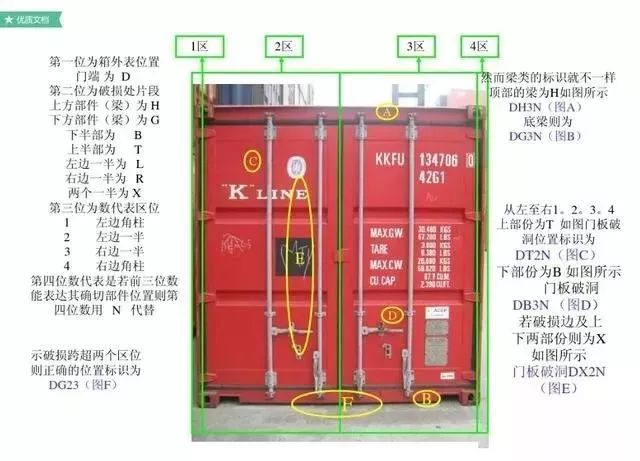 优质文档
1区
2区
3区
4区
第一位为箱外表位置
门端 为 D
第二位为破损处片段
上方部件（梁）为H
下方部件（梁）为G
下半部为 B
上半部为 T
左边一半为 L
右边一半为 R
两个一半为X
第三位为数代表区位
1 左边角柱
2 左边一半
3 右边一半
4 右边角柱
第四位数代表是若前三位数
能表达其确切部件位置则第
四位数用 N 代替
示破损跨超两个区位
则正确的位置标识为
DG23（图F）
A
C
"K"LINE
E
D
B
F
KKFU 134706
42G1
MAX.G.W. 30.480 KGS
67.200 LBS
TARE
MAX.C.W.
CU.CAP.
然而梁类的标识就不一样
顶部的梁为H如图所示
DH3N（图A）
底梁则为
DG3N（图B）
从左至右1。2。3。4
上部份为T 如图门板破
洞位置标识为
DT2N（图C）
下部份为B 如图所示
门板破洞
DB3N（图D）
若破损边及上
下两部份则为X
如图所示
门板破洞DX2N
（图E）